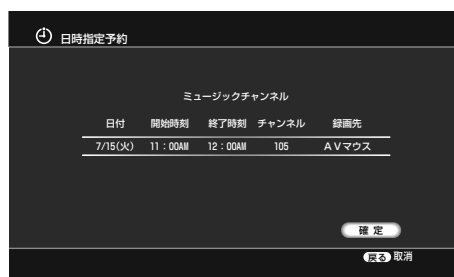 日時指定予約
ミュージックチャンネル
日付 開始時刻 終了時刻 チャンネル 録画先
7/15(火) 11：00AM 12：00AM 105 AVマウス
確定
戻る 取消